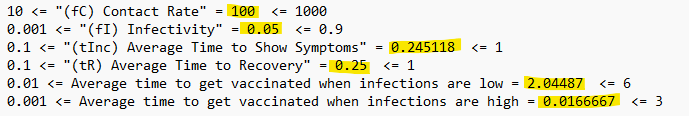 10 <= "(fC) Contact Rate" = 100 <= 1000
0.001 <= "(fI) Infectivity" = 0.05 <= 0.9
0.1 <= "(tInc) Average Time to Show Symptoms" = 0.245118 <= 1
0.1 <= "(tR) Average Time to Recovery" = 0.25 <= 1
0.01 <= Average time to get vaccinated when infections are low = 2.04487 <= 6
0.001 <= Average time to get vaccinated when infections are high = 0.0166667 <= 3